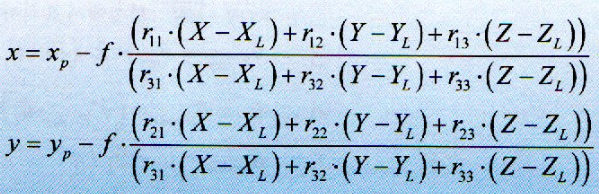 x = x_p − f · (r_11 · (X − X_L) + r_12 · (Y − Y_L) + r_13 · (Z − Z_L)) / (r_31 · (X − X_L) + r_32 · (Y − Y_L) + r_33 · (Z − Z_L))
y = y_p − f · (r_21 · (X − X_L) + r_22 · (Y − Y_L) + r_23 · (Z − Z_L)) / (r_31 · (X − X_L) + r_32 · (Y − Y_L) + r_33 · (Z − Z_L))